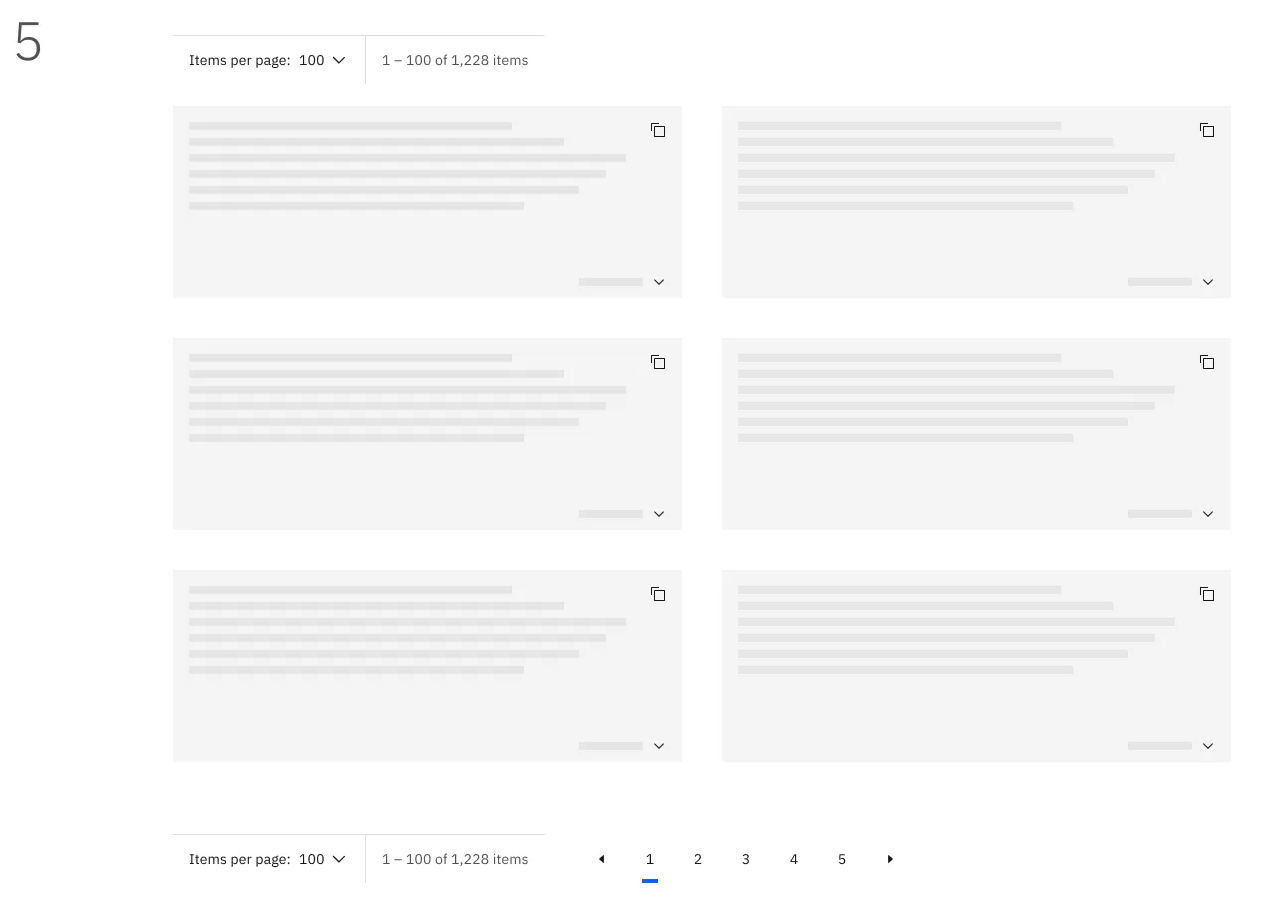 5
Items per page: 100 1 – 100 of 1,228 items
Items per page: 100 1 – 100 of 1,228 items 1 2 3 4 5